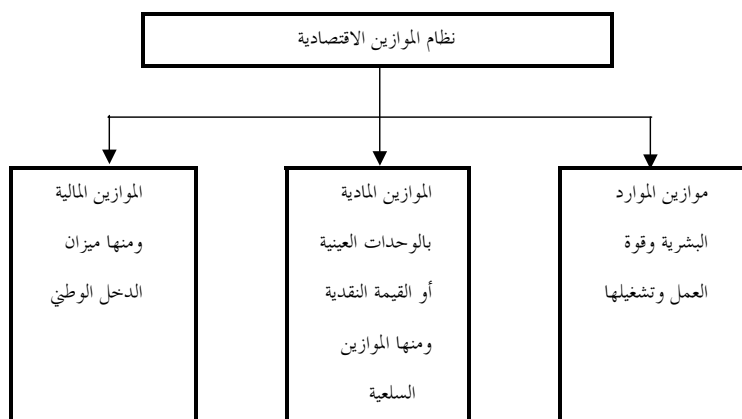 نظام الموازين الاقتصادية
موازين الموارد
البشرية وقوة
العمل وتشغيلها
الموازين المادية
بالوحدات العينية
أو القيمة النقدية
ومنها الموازين
السلعية
الموازين المالية
ومنها ميزان
الدخل الوطني